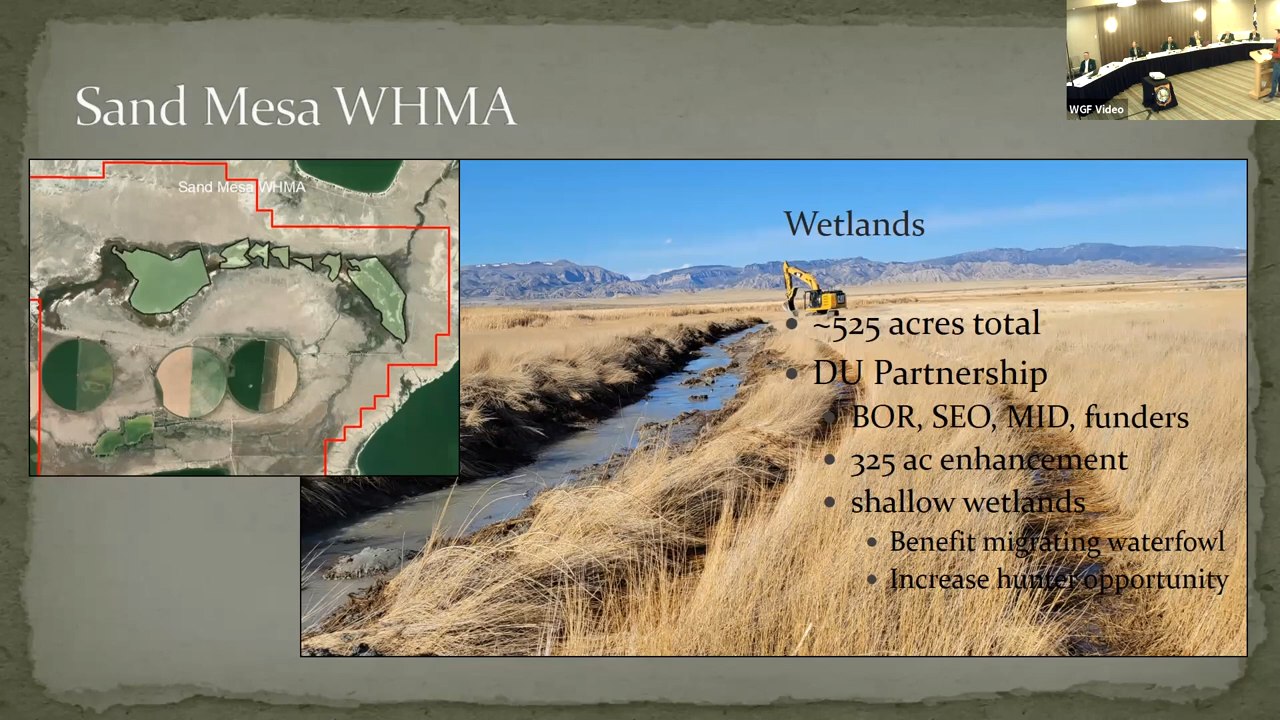 Sand Mesa WHMA
WGF Video
Sand Mesa WHMA
Wetlands
~525 acres total
DU Partnership
BOR, SEO, MID, funders
325 ac enhancement
shallow wetlands
Benefit migrating waterfowl
Increase hunter opportunity